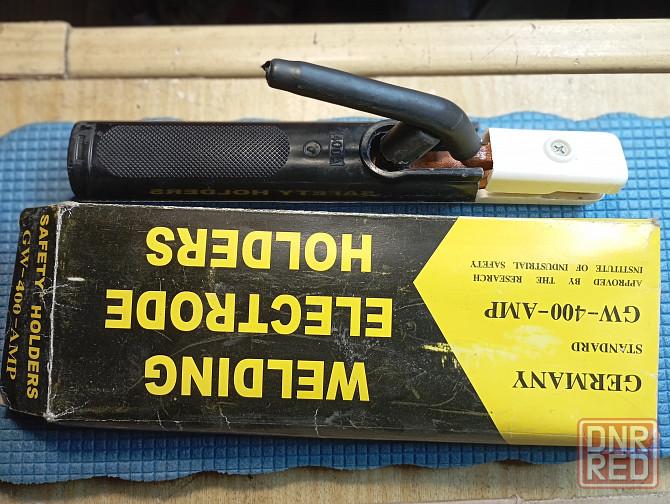 SAFETY HOLDERS
WELDING
ELECTRODE
HOLDERS
GERMANY
STANDARD
GW-400-AMP
APPROVED BY THE RESEARCH
INSTITUTE OF INDUSTRIAL SAFETY
SAFETY HOLDERS
GW-400-AMP
DNR
RED